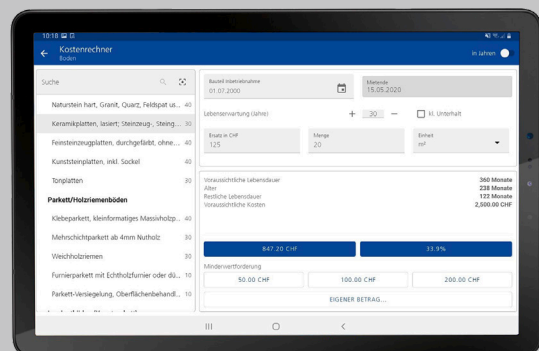 10:18
Kostenrechner
Boden
in Jahren
Suche
Naturstein hart, Granit, Quarz, Feldspat us... 40
Keramikplatten, lasiert; Steinzeug-, Steing... 30
Feinsteinzeugplatten, durchgefärbt, ohne... 40
Kunststeinplatten, inkl. Sockel 40
Tonplatten 30
Parkett/Holzriemenböden
Klebeparkett, kleinformatiges Massivholzp... 40
Mehrschichtparkett ab 4mm Nutholz 30
Weichholzriemen 30
Furnierparkett mit Echtholzfurnier oder dü... 10
Parkett-Versiegelung, Oberflächenbehandl... 10
Bauteil Inbetriebnahme
01.07.2000
Mietende
15.05.2020
Lebenserwartung (Jahre)
+ 30 −
kl. Unterhalt
Ersatz in CHF
125
Menge
20
Einheit
m²
Voraussichtliche Lebensdauer 360 Monate
Alter 238 Monate
Restliche Lebensdauer 122 Monate
Voraussichtliche Kosten 2,500.00 CHF
847.20 CHF
33.9%
Minderwertforderung
50.00 CHF
100.00 CHF
200.00 CHF
EIGENER BETRAG...